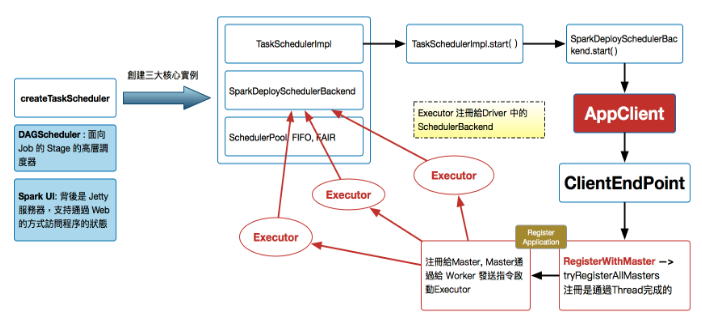 createTaskScheduler
DAGScheduler : 面向
Job 的 Stage 的高層調
度器
Spark UI: 背後是 Jetty
服務器，支持通過 Web
的方式訪問程序的狀態
創建三大核心實例
TaskSchedulerImpl
SparkDeploySchedulerBackend
SchedulerPool: FIFO, FAIR
TaskSchedulerImpl.start( )
SparkDeploySchedulerBac
kend.start( )
Executor 注冊給Driver 中的
SchedulerBackend
AppClient
ClientEndPoint
Executor
Executor
Executor
Register
Application
RegisterWithMaster —>
tryRegisterAllMasters
注冊是通過Thread完成的
注冊給Master, Master通
過給 Worker 發送指令啟
動Executor